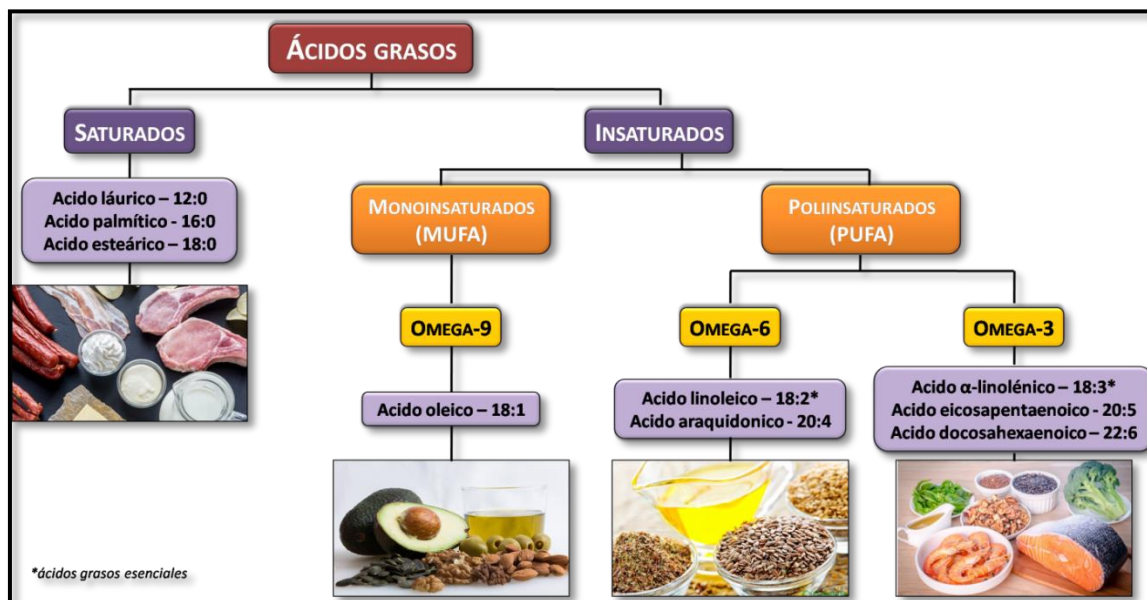 ÁCIDOS GRASOS
SATURADOS
INSATURADOS
Acido láurico – 12:0
Acido palmítico - 16:0
Acido esteárico – 18:0
MONOINSATURADOS
(MUFA)
POLIINSATURADOS
(PUFA)
OMEGA-9
OMEGA-6
OMEGA-3
Acido oleico – 18:1
Acido linoleico – 18:2*
Acido araquidonico - 20:4
Acido α-linolénico – 18:3*
Acido eicosapentaenoico - 20:5
Acido docosahexaenoico – 22:6
*ácidos grasos esenciales